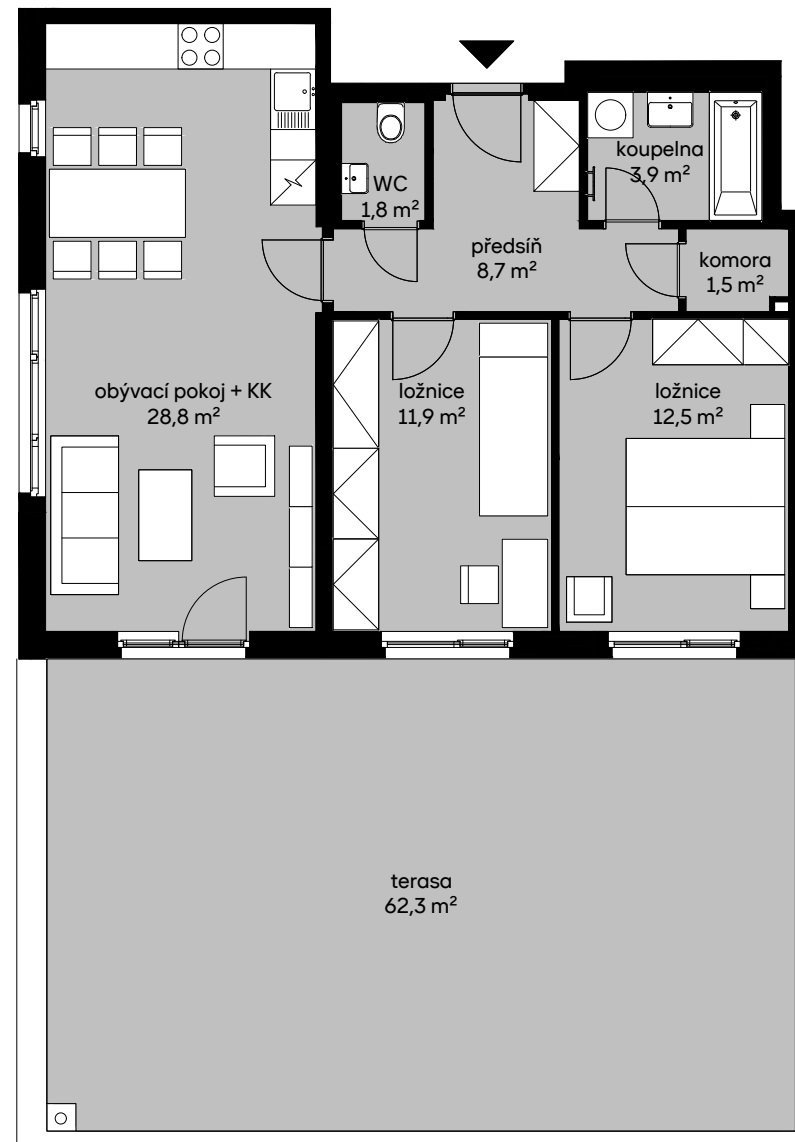 koupelna
3,9 m²
WC
1,8 m²
předsíň
8,7 m²
komora
1,5 m²
obývací pokoj + KK
28,8 m²
ložnice
11,9 m²
ložnice
12,5 m²
terasa
62,3 m²